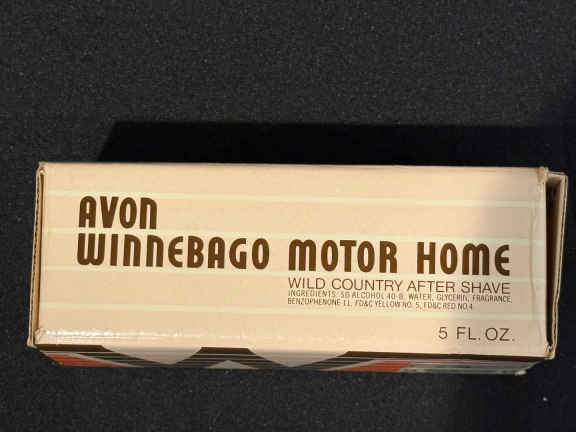 AVON
WINNEBAGO MOTOR HOME
WILD COUNTRY AFTER SHAVE
INGREDIENTS: SD ALCOHOL 40-B, WATER, GLYCERIN, FRAGRANCE,
BENZOPHENONE 11, FD&C YELLOW NO. 5, FD&C RED NO. 4
5 FL. OZ.